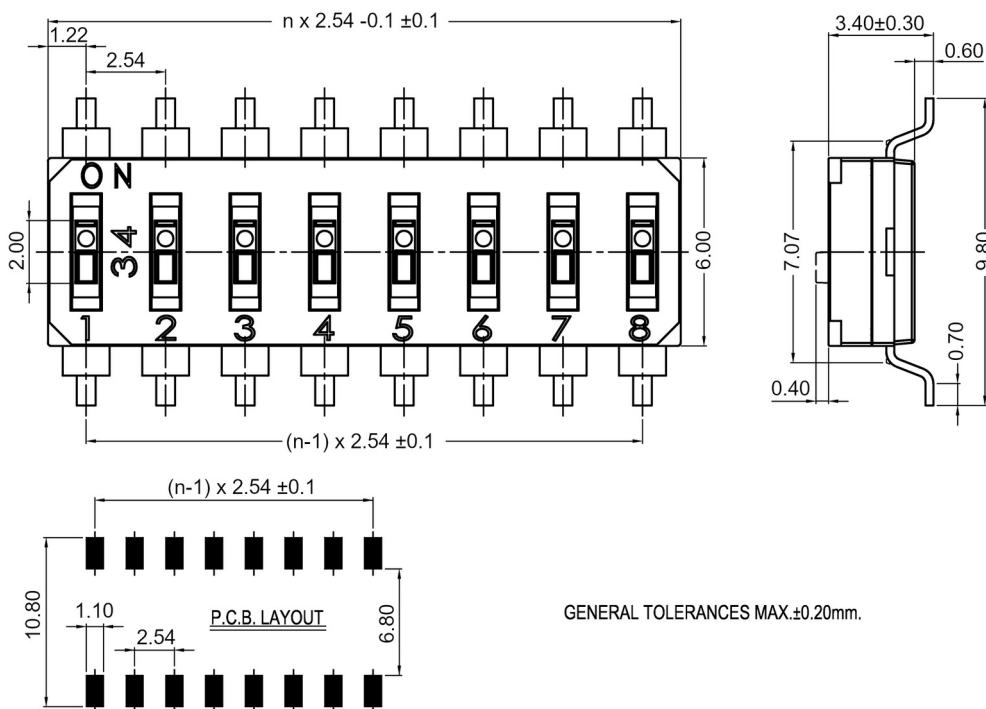 n x 2.54 -0.1 ±0.1
3.40±0.30
1.22
0.60
2.54
ON
2.00
34
6.00
7.07
9.80
1 2 3 4 5 6 7 8
0.70
0.40
(n-1) x 2.54 ±0.1
(n-1) x 2.54 ±0.1
10.80
1.10
P.C.B. LAYOUT
6.80
GENERAL TOLERANCES MAX.±0.20mm.
2.54